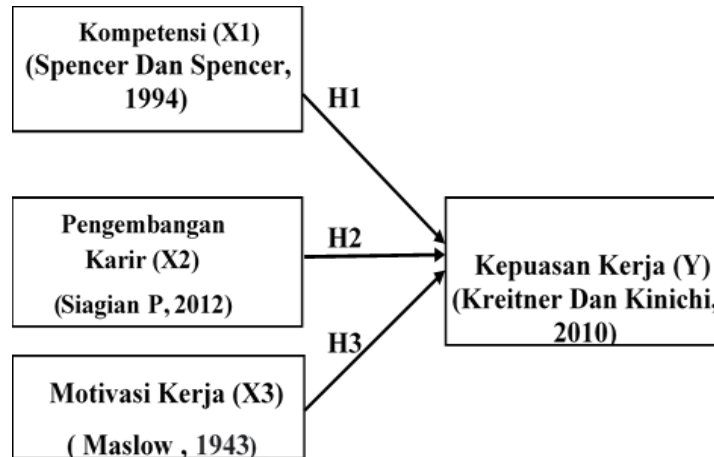 Kompetensi (X1)
(Spencer Dan Spencer,
1994)
H1
Pengembangan
Karir (X2)
(Siagian P, 2012)
H2
Kepuasan Kerja (Y)
(Kreitner Dan Kinichi,
2010)
H3
Motivasi Kerja (X3)
( Maslow , 1943)